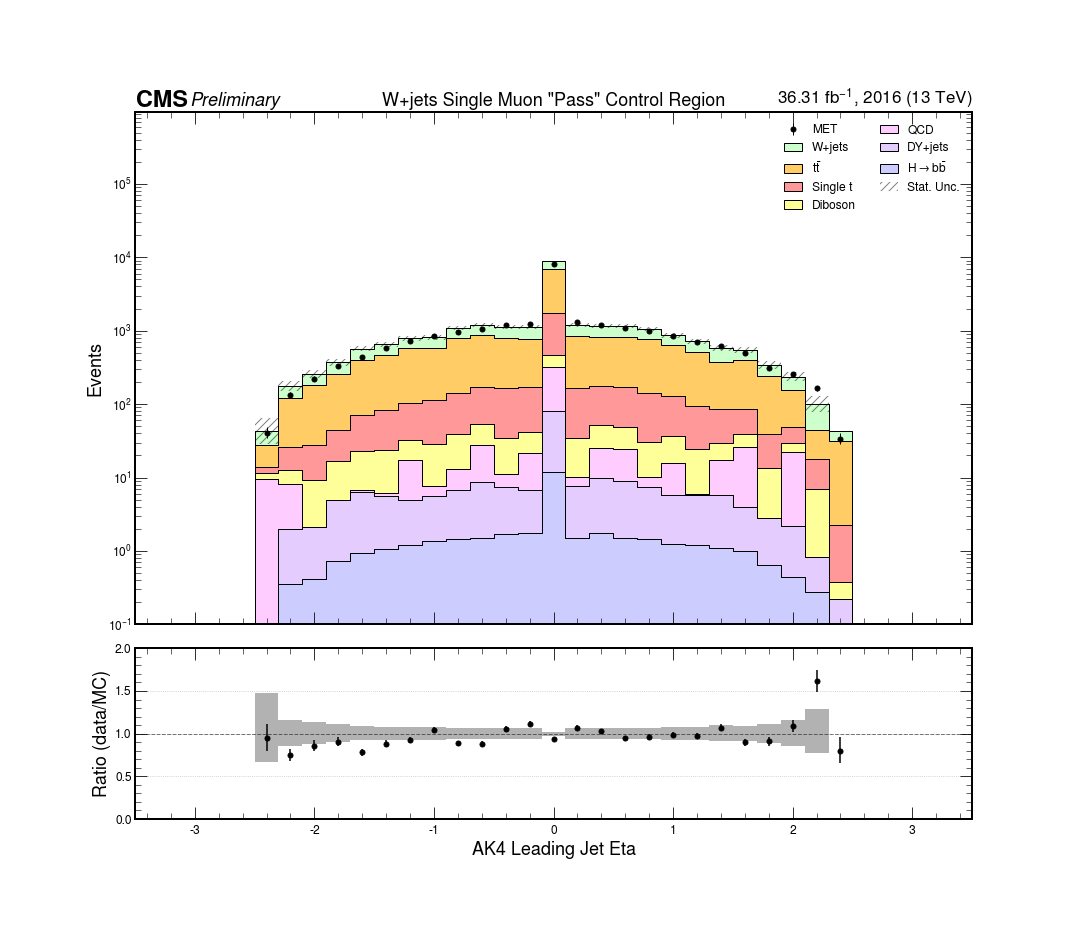 CMS Preliminary W+jets Single Muon "Pass" Control Region 36.31 fb⁻¹, 2016 (13 TeV)
MET QCD
W+jets DY+jets
tt̄ H→bb̄
Single t Stat. Unc.
Diboson
10⁵
10⁴
10³
10²
10¹
10⁰
10⁻¹
Events
2.0
1.5
1.0
0.5
0.0
Ratio (data/MC)
-3 -2 -1 0 1 2 3
AK4 Leading Jet Eta